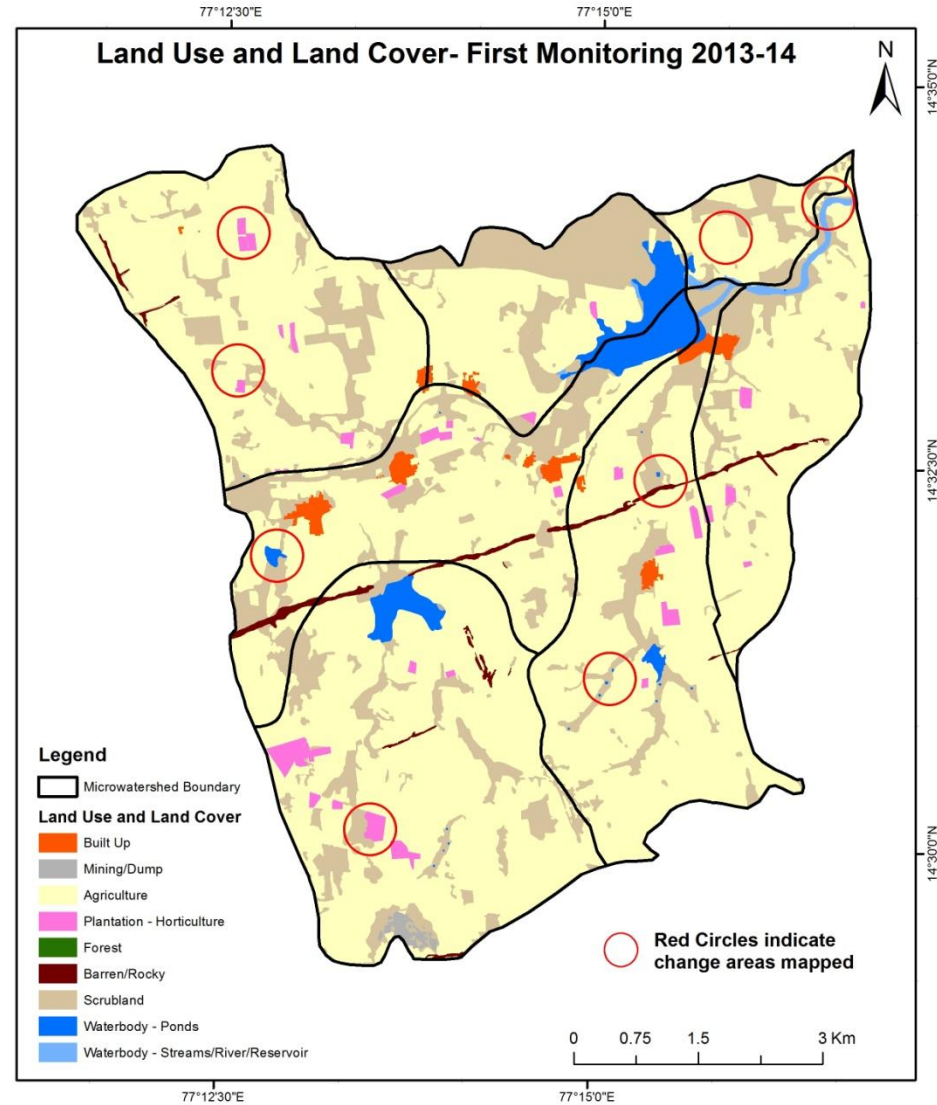 77°12'30"E
77°15'0"E
Land Use and Land Cover- First Monitoring 2013-14
N
14°35'0"N
14°32'30"N
14°30'0"N
Legend
Microwatershed Boundary
Land Use and Land Cover
Built Up
Mining/Dump
Agriculture
Plantation - Horticulture
Forest
Barren/Rocky
Scrubland
Waterbody - Ponds
Waterbody - Streams/River/Reservoir
Red Circles indicate
change areas mapped
0 0.75 1.5 3 Km
77°12'30"E
77°15'0"E